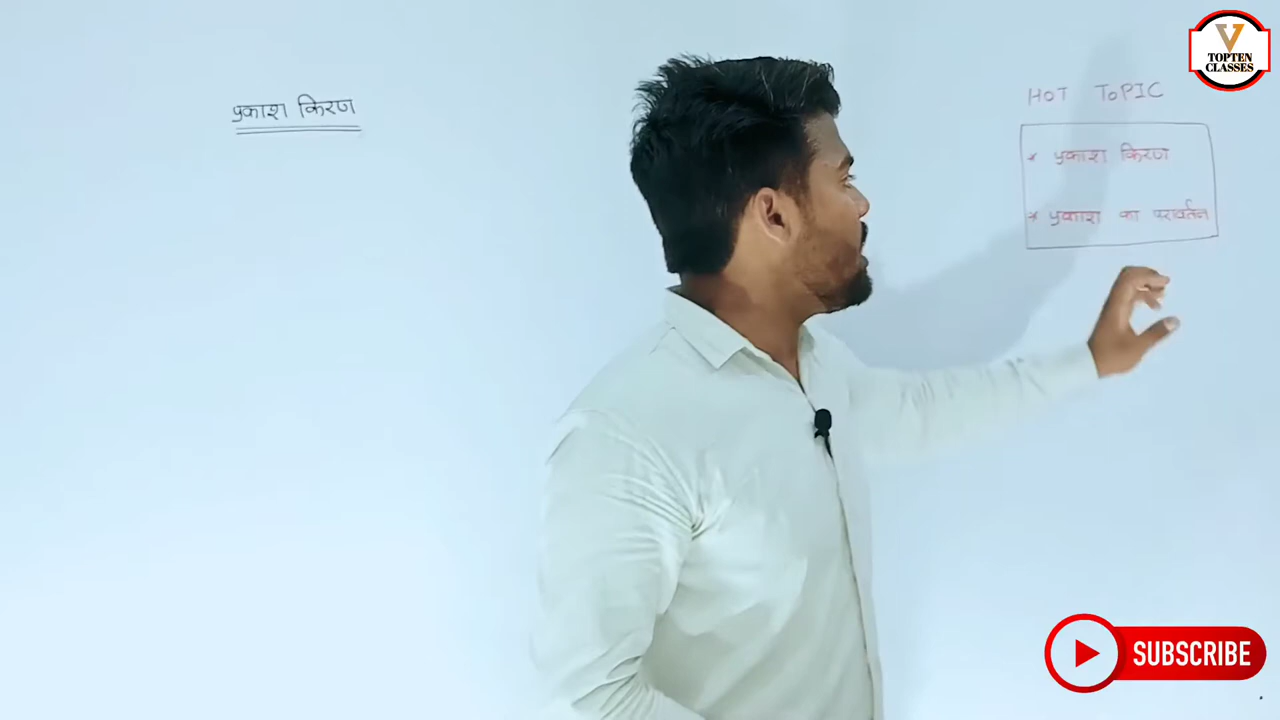 प्रकाश किरण
HOT TOPIC
* प्रकाश किरण
* प्रकाश का परावर्तन
V
TOPTEN
CLASSES
SUBSCRIBE